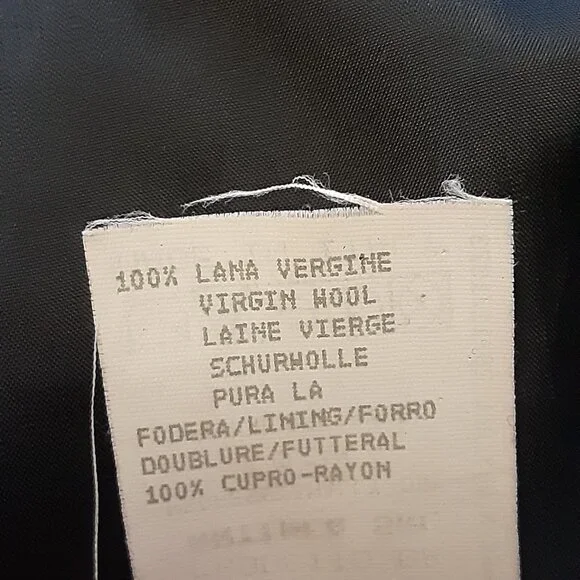 100% LANA VERGINE
VIRGIN WOOL
LAINE VIERGE
SCHURWOLLE
PURA LA
FODERA/LINING/FORRO
DOUBLURE/FUTTERAL
100% CUPRO-RAYON